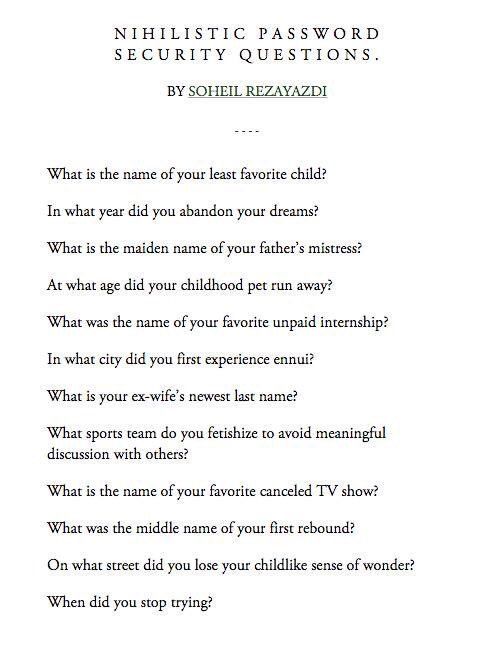 NIHILISTIC PASSWORD
SECURITY QUESTIONS.
BY SOHEIL REZAYAZDI
----
What is the name of your least favorite child?
In what year did you abandon your dreams?
What is the maiden name of your father’s mistress?
At what age did your childhood pet run away?
What was the name of your favorite unpaid internship?
In what city did you first experience ennui?
What is your ex-wife’s newest last name?
What sports team do you fetishize to avoid meaningful
discussion with others?
What is the name of your favorite canceled TV show?
What was the middle name of your first rebound?
On what street did you lose your childlike sense of wonder?
When did you stop trying?